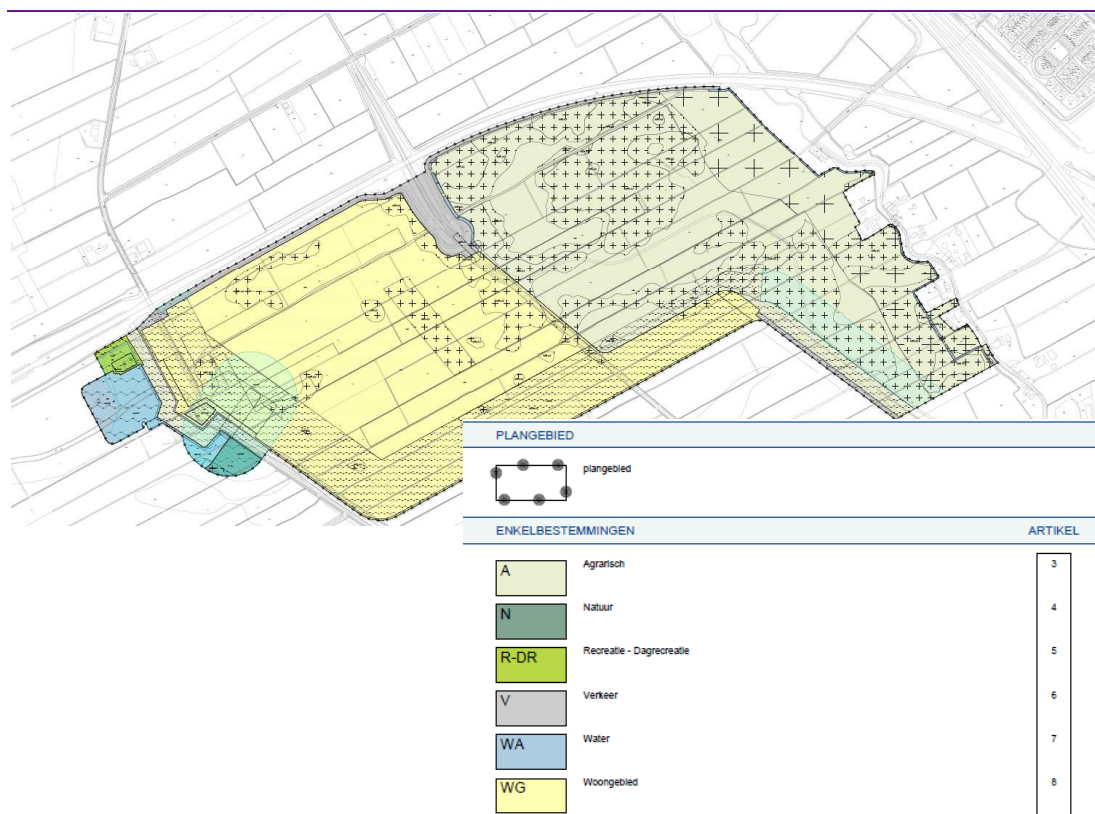 PLANGEBIED
plangebied
ENKELBESTEMMINGEN ARTIKEL
A Agrarisch 3
N Natuur 4
R-DR Recreatie - Dagrecreatie 5
V Verkeer 6
WA Water 7
WG Woongebied 8